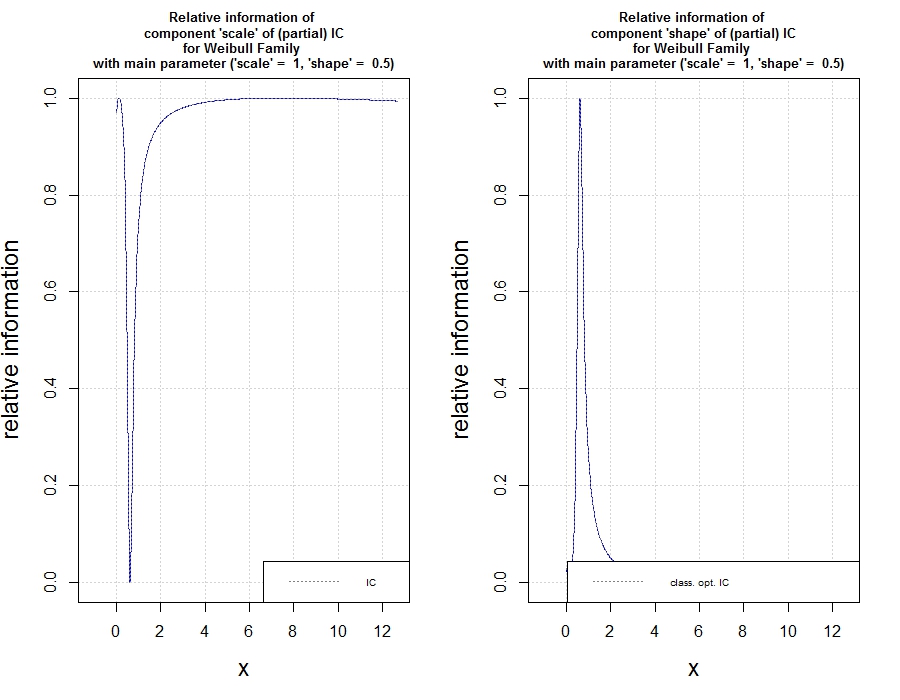 Relative information of
component 'scale' of (partial) IC
for Weibull Family
with main parameter ('scale' = 1, 'shape' = 0.5)
relative information
1.0
0.8
0.6
0.4
0.2
0.0
IC
0 2 4 6 8 10 12
x
Relative information of
component 'shape' of (partial) IC
for Weibull Family
with main parameter ('scale' = 1, 'shape' = 0.5)
relative information
1.0
0.8
0.6
0.4
0.2
0.0
class. opt. IC
0 2 4 6 8 10 12
x